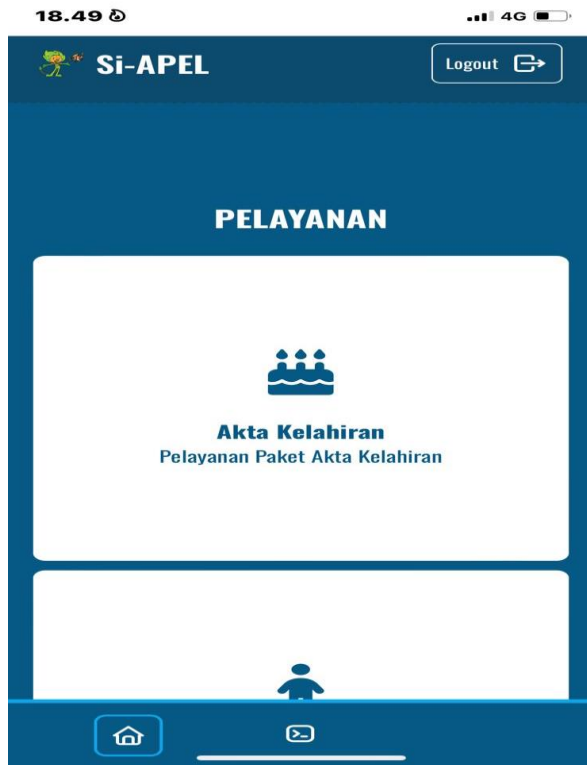 18.49
4G
Si-APEL
Logout
PELAYANAN
Akta Kelahiran
Pelayanan Paket Akta Kelahiran